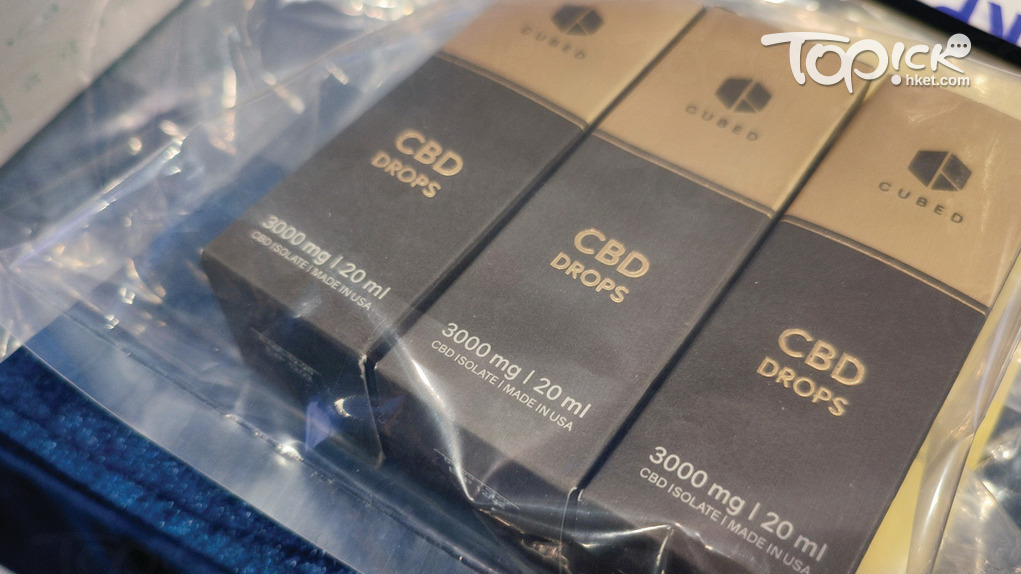 TOPick
hket.com
CUBED
CBD
DROPS
3000 mg | 20 ml
CBD ISOLATE | MADE IN USA
CUBED
CBD
DROPS
3000 mg | 20 ml
CBD ISOLATE | MADE IN USA
CUBED
CBD
DROPS
3000 mg | 20 ml
CBD ISOLATE | MADE IN USA